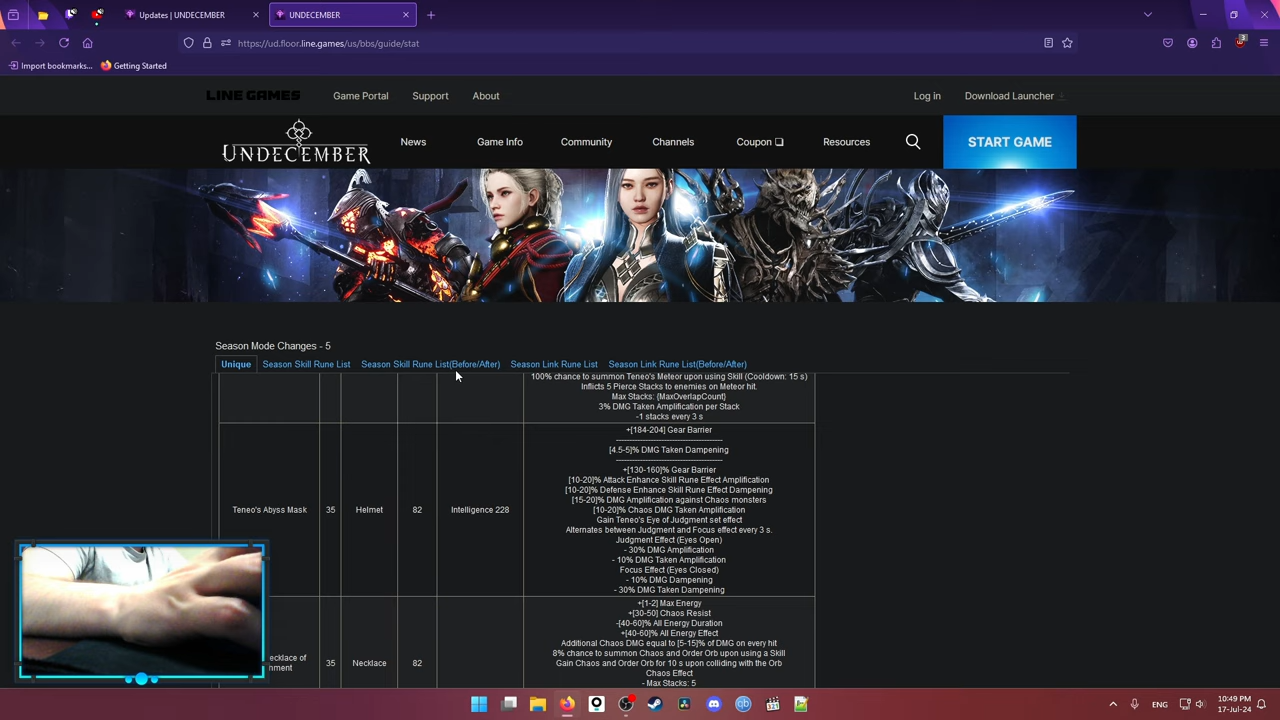 Updates | UNDECEMBER
UNDECEMBER
https://ud.floor.line.games/us/bbs/guide/stat
3
Import bookmarks...
Getting Started
LINE GAMES
Game Portal
Support
About
Log in
Download Launcher
UNDECEMBER
News
Game Info
Community
Channels
Coupon
Resources
START GAME
Season Mode Changes - 5
Unique
Season Skill Rune List
Season Skill Rune List(Before/After)
Season Link Rune List
Season Link Rune List(Before/After)
100% chance to summon Teneo's Meteor upon using Skill (Cooldown: 15 s)
Inflicts 5 Pierce Stacks to enemies on Meteor hit.
Max Stacks: {MaxOverlapCount}
3% DMG Taken Amplification per Stack
-1 stacks every 3 s
Teneo's Abyss Mask
35
Helmet
82
Intelligence 228
+[184-204] Gear Barrier
[4.5-5]% DMG Taken Dampening
+[130-160]% Gear Barrier
[10-20]% Attack Enhance Skill Rune Effect Amplification
[10-20]% Defense Enhance Skill Rune Effect Dampening
[15-20]% DMG Amplification against Chaos monsters
[10-20]% Chaos DMG Taken Amplification
Gain Teneo's Eye of Judgment set effect
Alternates between Judgment and Focus effect every 3 s.
Judgment Effect (Eyes Open)
- 30% DMG Amplification
- 10% DMG Taken Amplification
Focus Effect (Eyes Closed)
- 10% DMG Dampening
- 30% DMG Taken Dampening
ecklace of
nment
35
Necklace
82
+[1-2] Max Energy
+[30-50] Chaos Resist
-[40-60]% All Energy Duration
+[40-60]% All Energy Effect
Additional Chaos DMG equal to [5-15]% of DMG on every hit
8% chance to summon Chaos and Order Orb upon using a Skill
Gain Chaos and Order Orb for 10 s upon colliding with the Orb
Chaos Effect
- Max Stacks: 5
ENG
10:49 PM
17-Jul-24